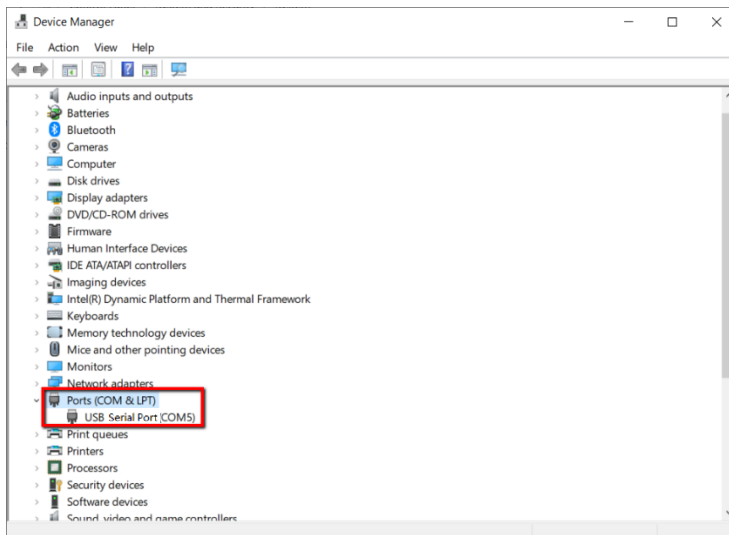 Device Manager
File Action View Help
Audio inputs and outputs
Batteries
Bluetooth
Cameras
Computer
Disk drives
Display adapters
DVD/CD-ROM drives
Firmware
Human Interface Devices
IDE ATA/ATAPI controllers
Imaging devices
Intel(R) Dynamic Platform and Thermal Framework
Keyboards
Memory technology devices
Mice and other pointing devices
Monitors
Network adapters
Ports (COM & LPT)
USB Serial Port (COM5)
Print queues
Printers
Processors
Security devices
Software devices
Sound, video and game controllers